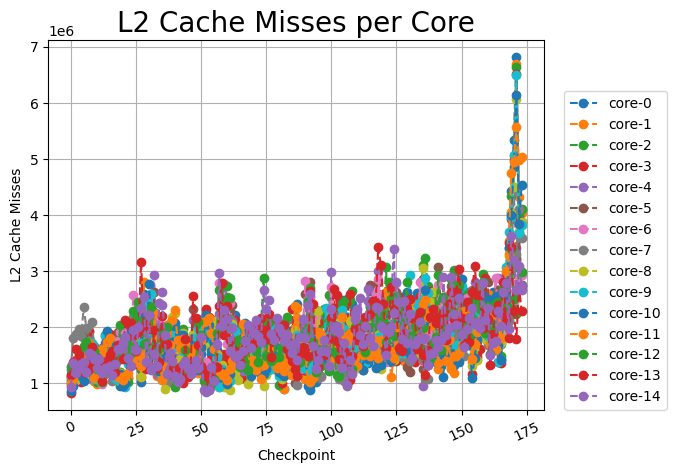 L2 Cache Misses per Core
1e6
7
6
5
4
3
2
1
L2 Cache Misses
0
25
50
75
100
125
150
175
Checkpoint
core-0
core-1
core-2
core-3
core-4
core-5
core-6
core-7
core-8
core-9
core-10
core-11
core-12
core-13
core-14